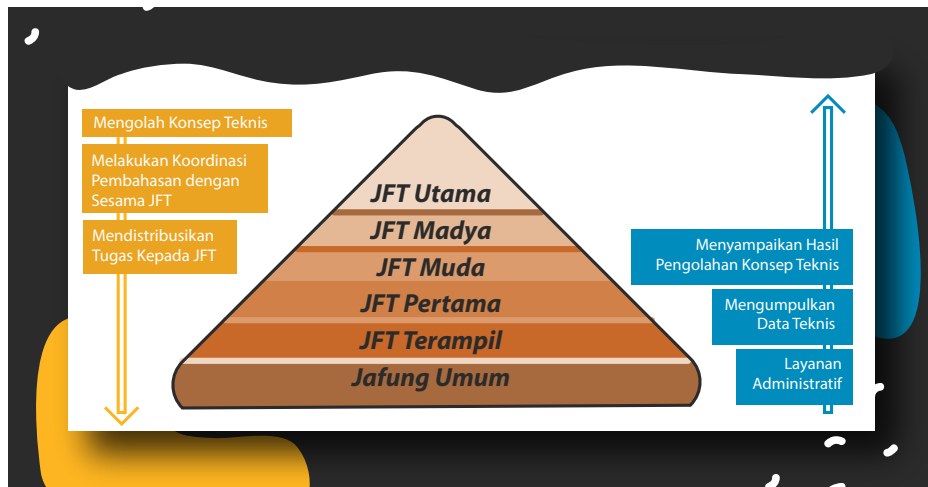 Mengolah Konsep Teknis
Melakukan Koordinasi
Pembahasan dengan
Sesama JFT
Mendistribusikan
Tugas Kepada JFT
JFT Utama
JFT Madya
JFT Muda
JFT Pertama
JFT Terampil
Jafung Umum
Menyampaikan Hasil
Pengolahan Konsep Teknis
Mengumpulkan
Data Teknis
Layanan
Administratif